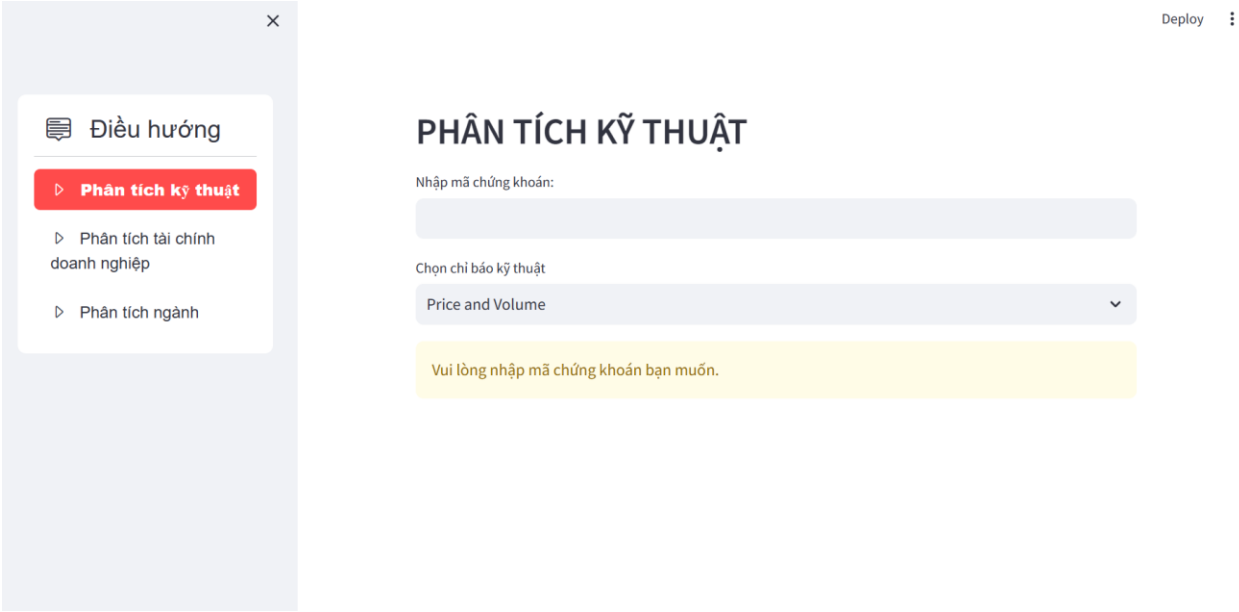 Deploy
Điều hướng
Phân tích kỹ thuật
Phân tích tài chính
doanh nghiệp
Phân tích ngành
PHÂN TÍCH KỸ THUẬT
Nhập mã chứng khoán:
Chọn chỉ báo kỹ thuật
Price and Volume
Vui lòng nhập mã chứng khoán bạn muốn.